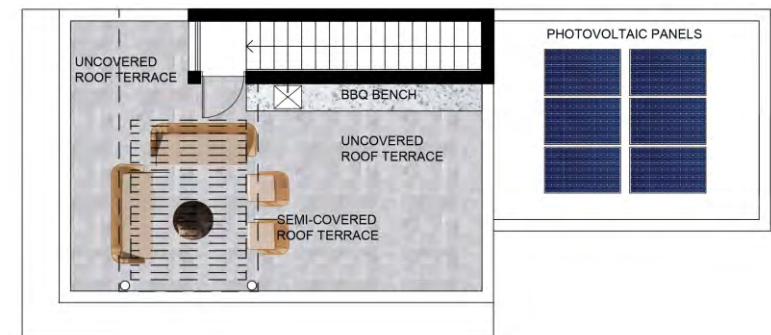 PHOTOVOLTAIC PANELS
UNCOVERED
ROOF TERRACE
BBQ BENCH
UNCOVERED
ROOF TERRACE
SEMI-COVERED
ROOF TERRACE